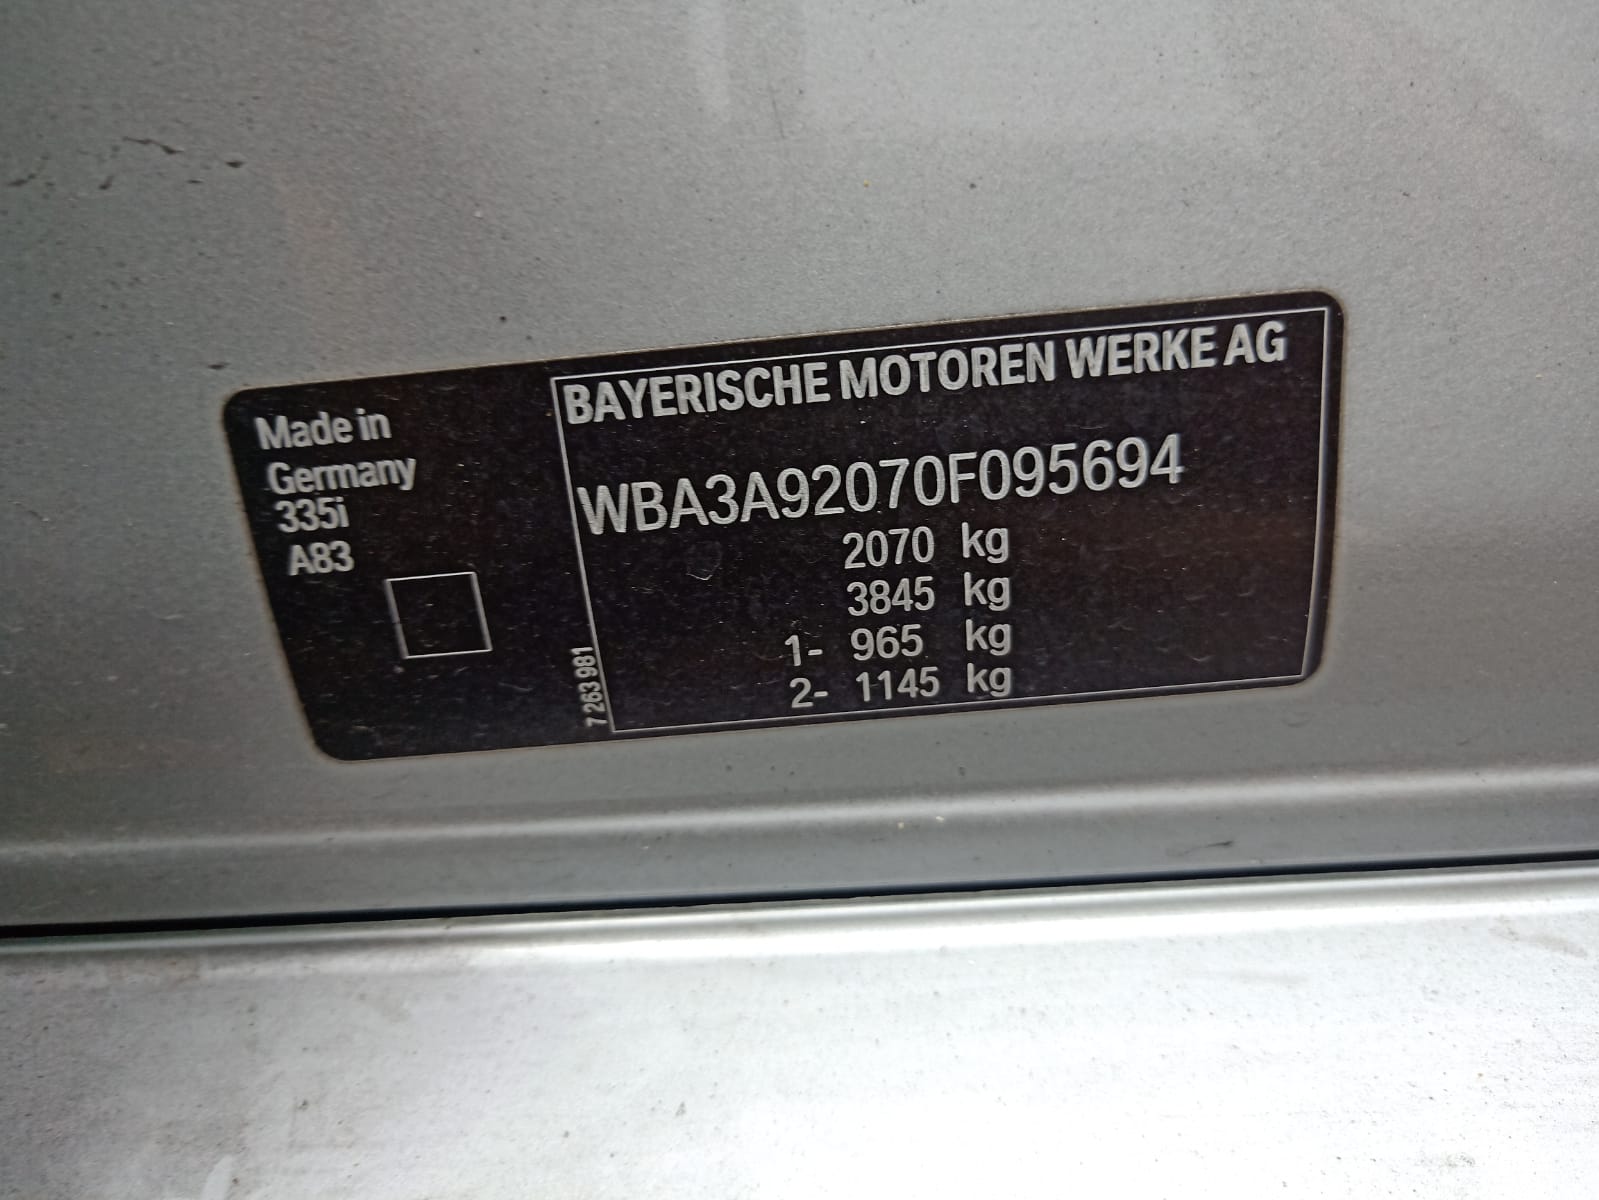 Made in
Germany
335i
A83
7 263 981
BAYERISCHE MOTOREN WERKE AG
WBA3A92070F095694
2070 kg
3845 kg
1- 965 kg
2- 1145 kg